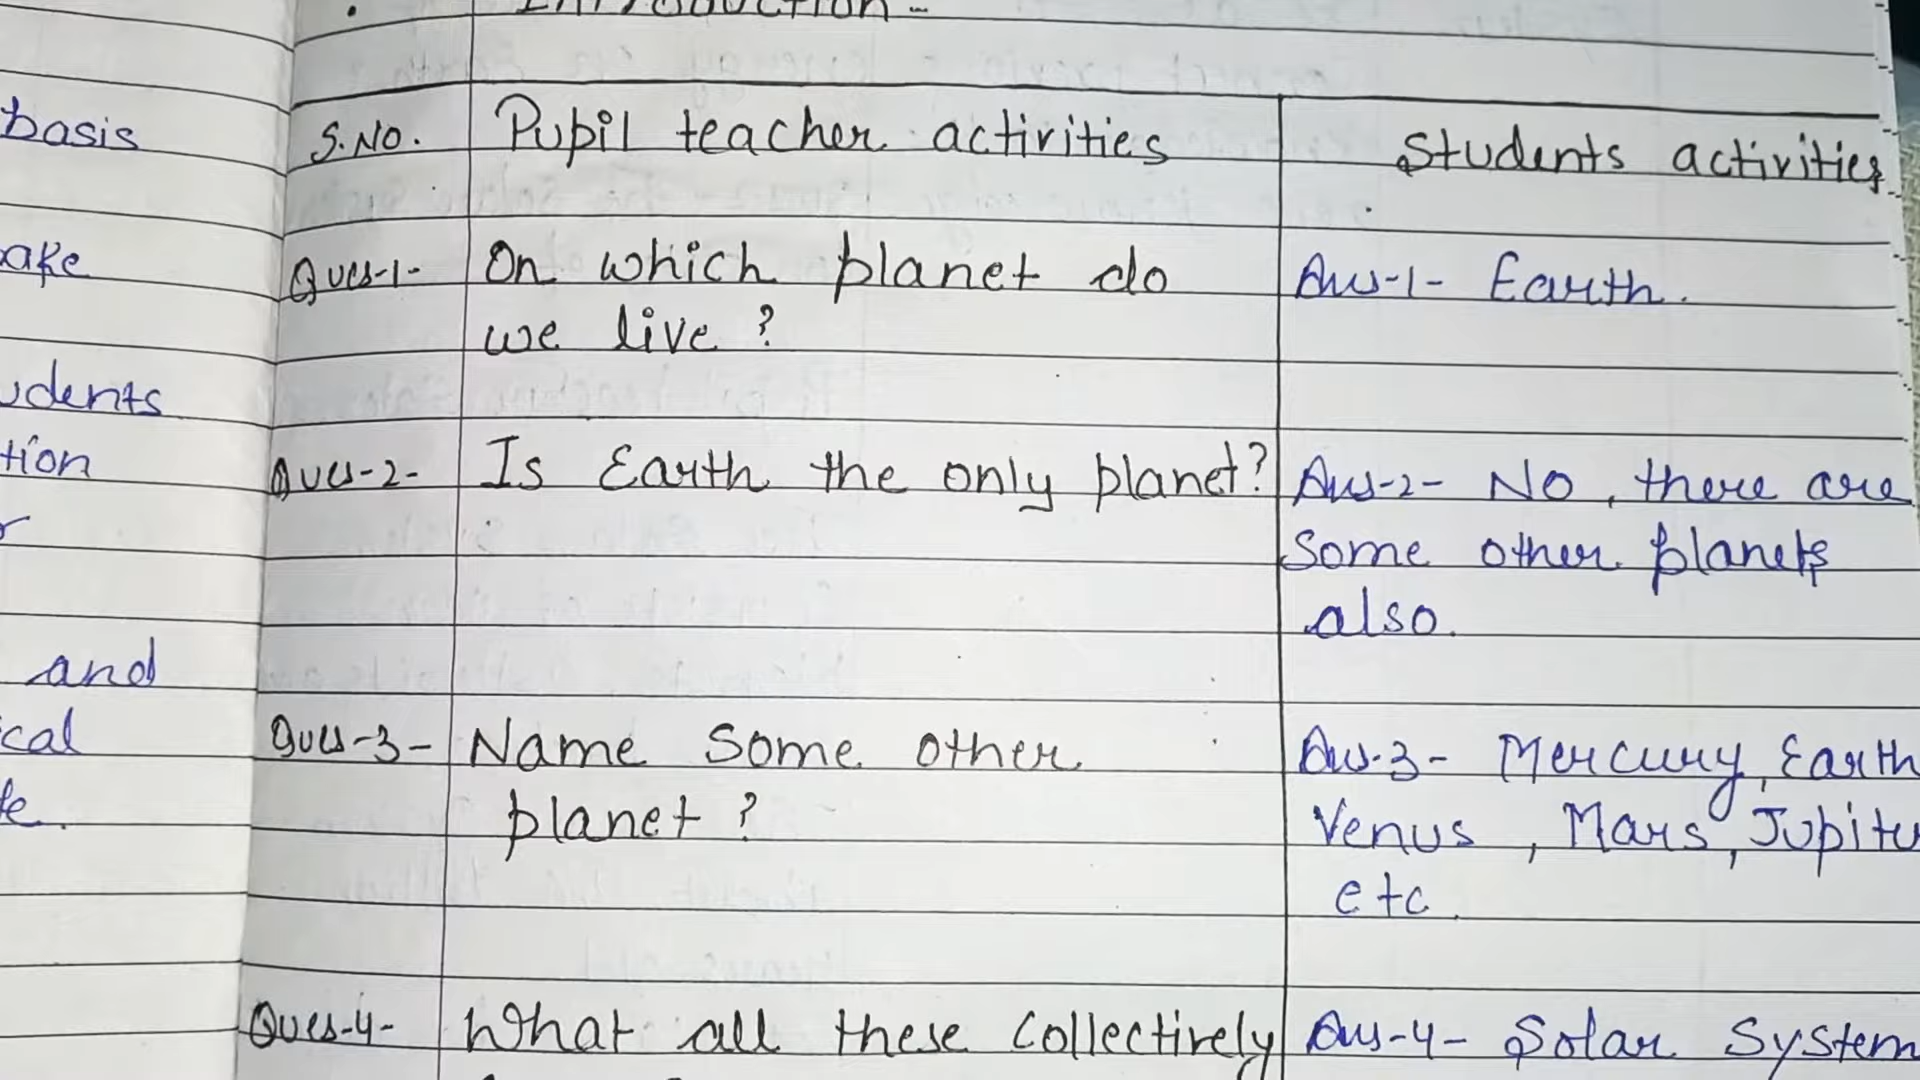 Introduction -
basis
S.No. Pupil teacher activities Students activities
ake
Ques-1- On which planet do Ans-1- Earth.
we live ?
udents
tion
Ques-2- Is Earth the only planet? Ans-2- No, there are
r
Some other planets
also.
and
cal
Ques-3- Name Some other Ans-3- Mercury, Earth
planet ? Venus, Mars, Jupiter
etc.
Ques-4- What all these Collectively Ans-4- Solar System